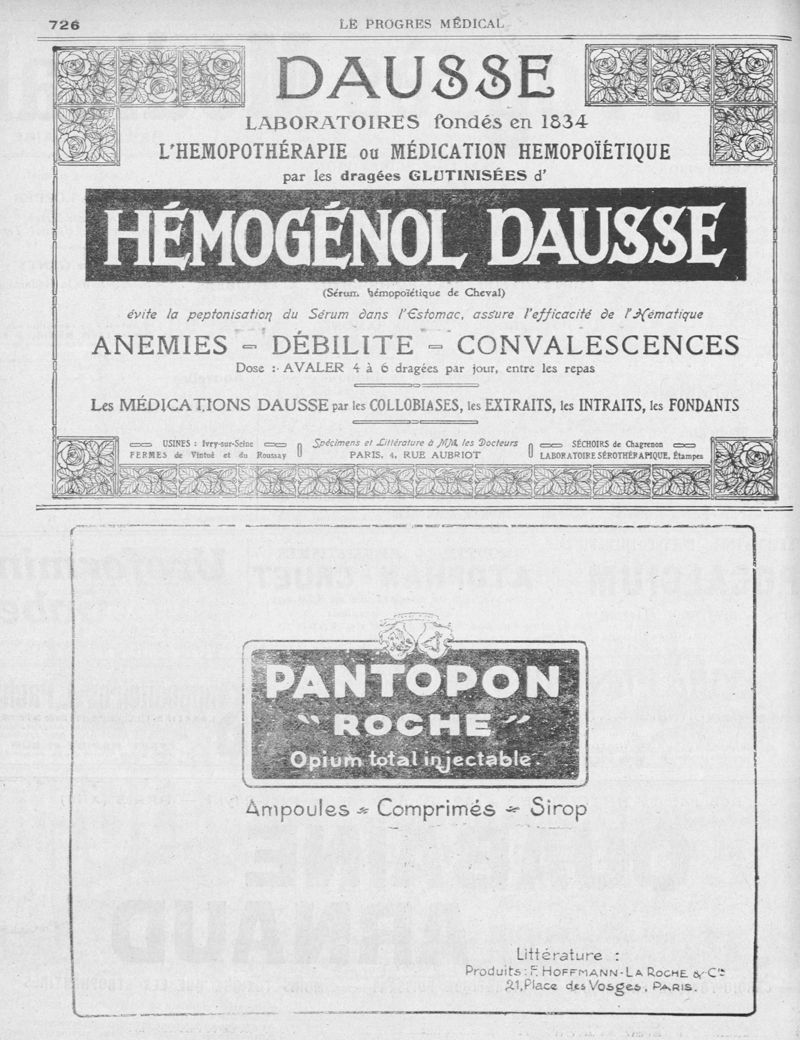 726
LE PROGRES MÉDICAL
DAUSSE
LABORATOIRES fondés en 1834
L'HEMOPOTHÉRAPIE ou MÉDICATION HEMOPOÏÉTIQUE
par les dragées GLUTINISÉES d'
HÉMOGÉNOL DAUSSE
(Sérum hémopoïétique de Cheval)
évite la peptonisation du Sérum dans l'Estomac, assure l'efficacité de l'Hématique
ANEMIES - DÉBILITE - CONVALESCENCES
Dose : AVALER 4 à 6 dragées par jour, entre les repas
Les MÉDICATIONS DAUSSE par les COLLOBIASES, les EXTRAITS, les INTRAITS, les FONDANTS
USINES : Ivry-sur-Seine
FERMES de Vintué et du Roussay
Spécimens et Littérature à MM. les Docteurs
PARIS, 4, RUE AUBRIOT
SÉCHOIRS de Chagrenon
LABORATOIRE SÉROTHÉRAPIQUE, Étampes
PANTOPON
"ROCHE"
Opium total injectable.
Ampoules - Comprimés - Sirop
Littérature :
Produits : F. HOFFMANN-LA ROCHE & Cie
21, Place des Vosges, PARIS.